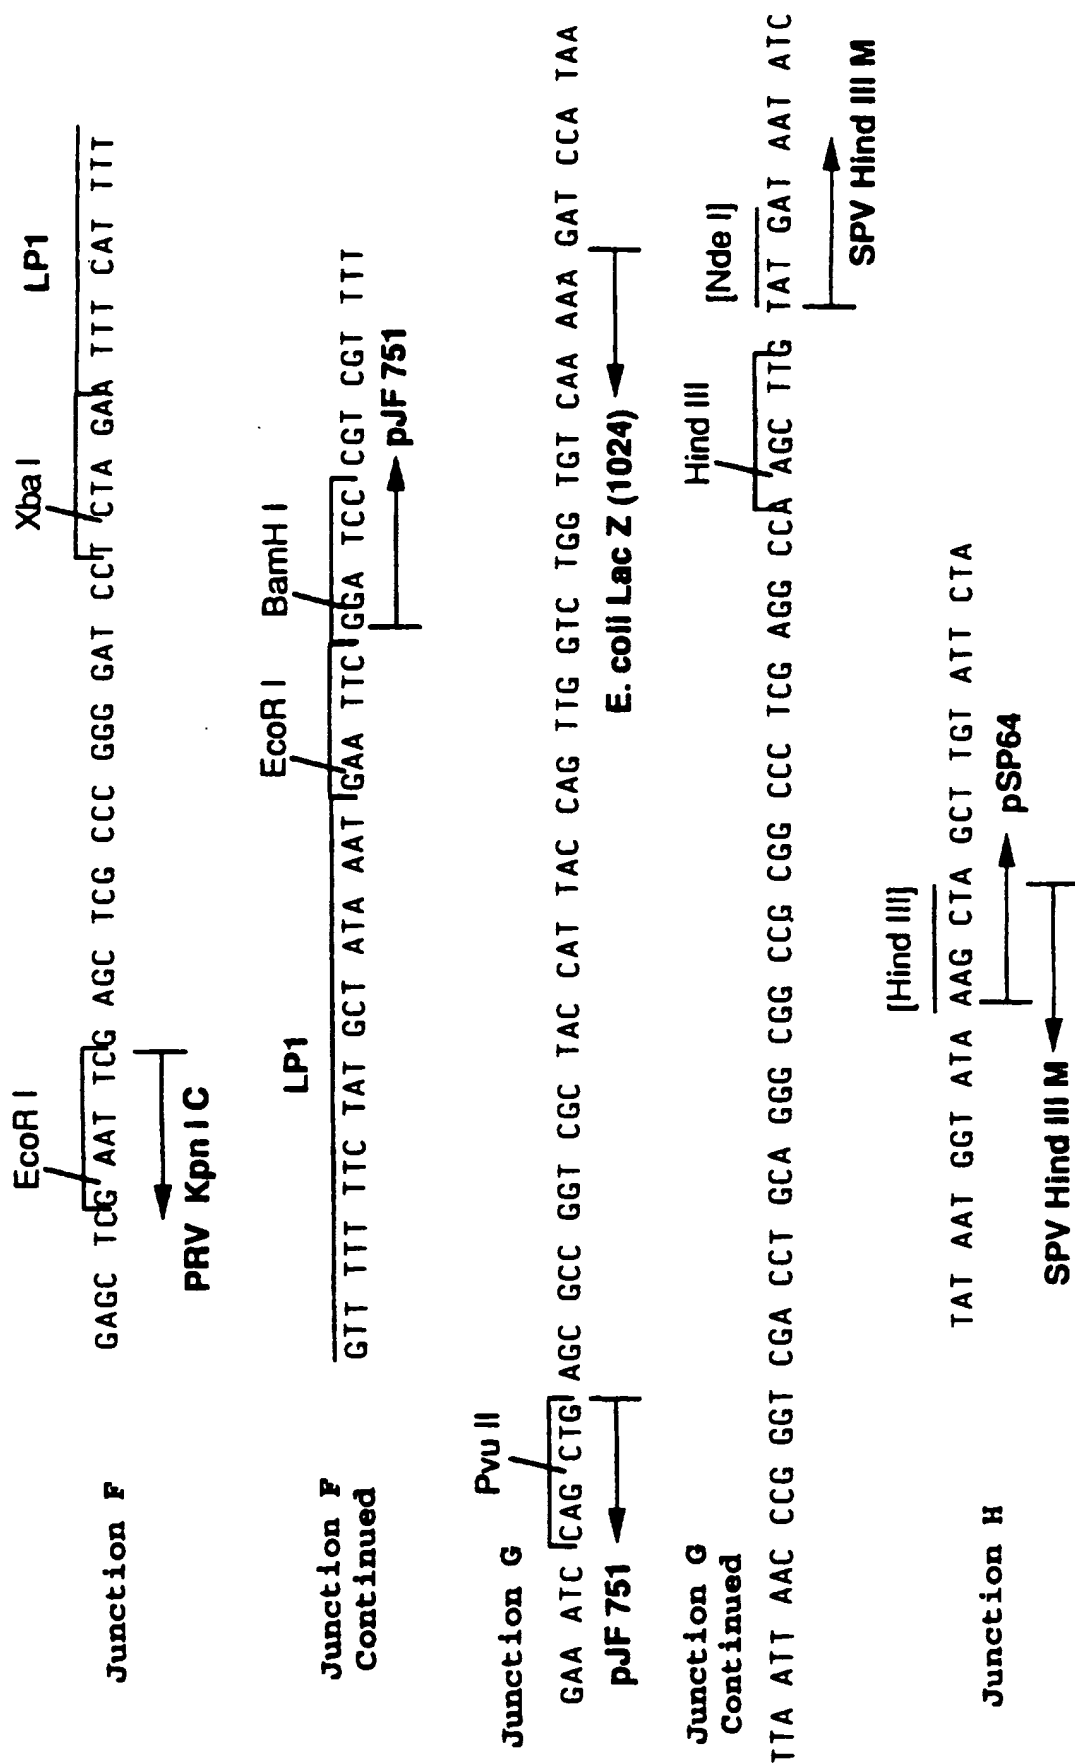 Junction F
EcoR I
Xba I
LP1
GAGC TCG AAT TCG AGC TCG CCC GGG GAT CCT CTA GAA TTT CAT TTT
PRV Kpn I C
Junction F
Continued
LP1
EcoR I
BamH I
GTT TTT TTC TAT GCT ATA AAT GAA TTC GGA TCC CGT CGT TTT
pJF 751
Junction G
Pvu II
GAA ATC CAG CTG AGC GCC GGT CGC TAC CAT TAC CAG TTG GTC TGG TGT CAA AAA GAT CCA TAA
pJF 751
E. coli Lac Z (1024)
Junction G
Continued
Hind III
[Nde I]
TTA ATT AAC CCG GGT CGA CCT GCA GGG CGG CCG CGG CCC TCG AGG CCA AGC TTG TAT GAT AAT ATC
SPV Hind III M
Junction H
[Hind III]
TAT AAT GGT ATA AAG CTA GCT TGT ATT CTA
pSP64
SPV Hind III M